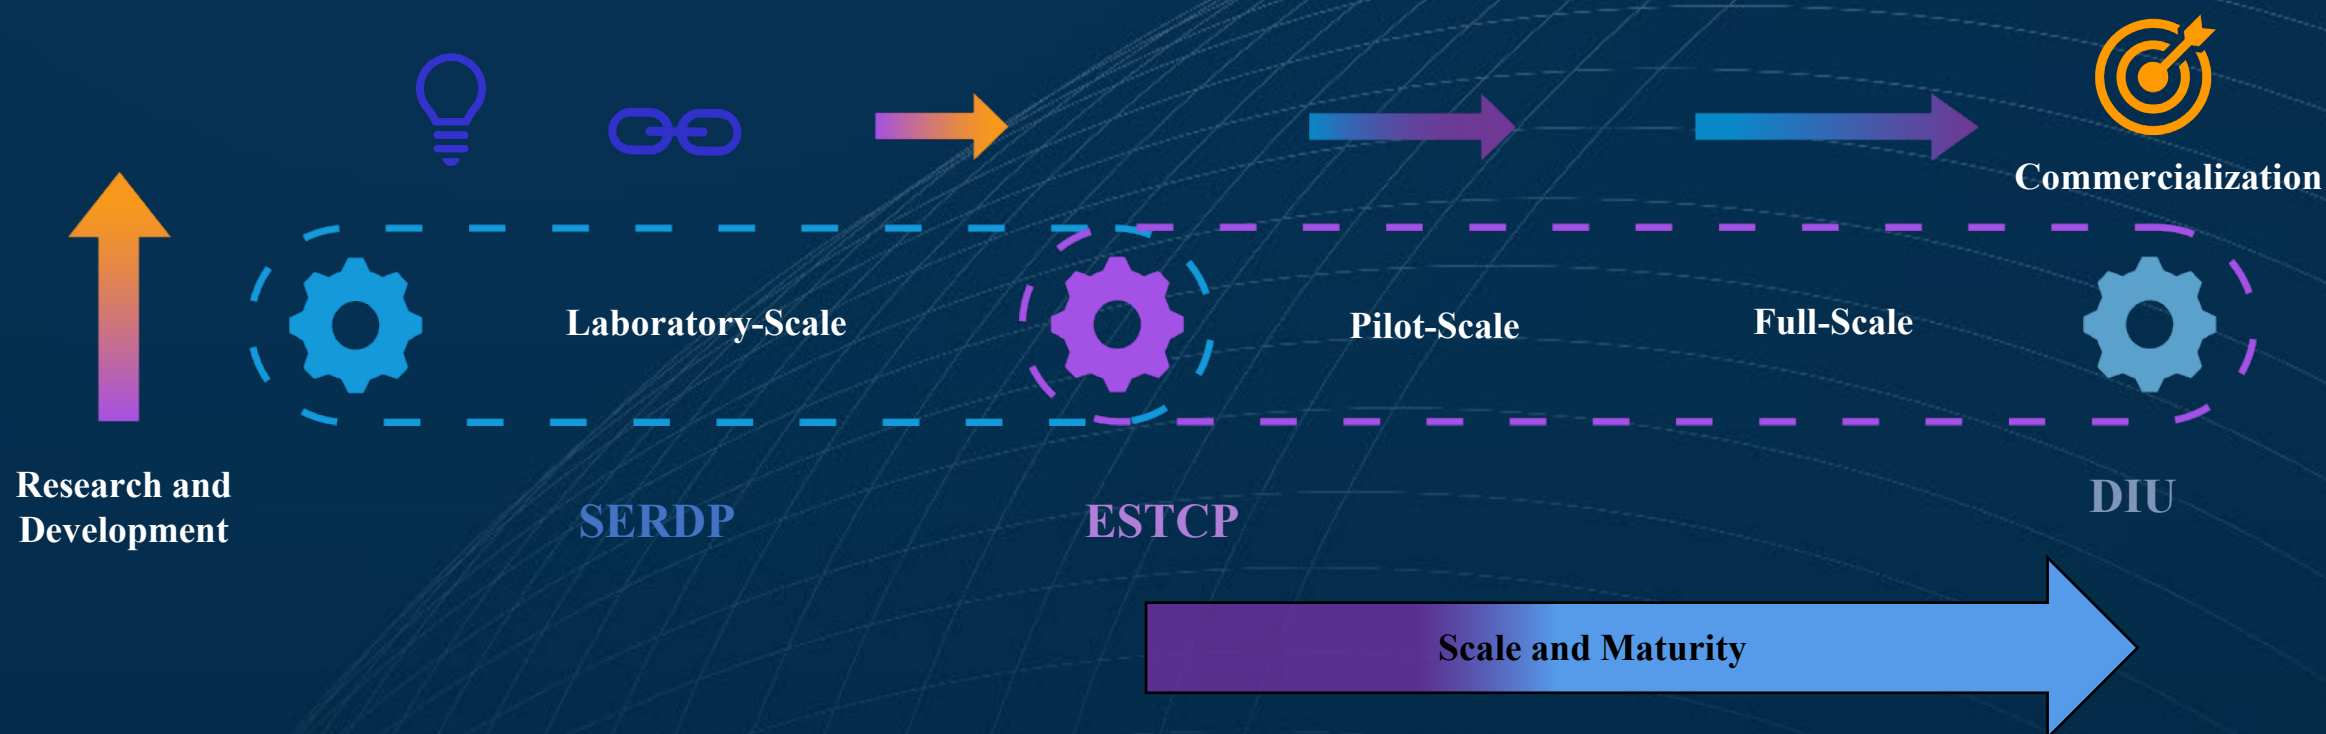 Commercialization
Laboratory-Scale
Pilot-Scale
Full-Scale
Research and
Development
SERDP
ESTCP
DIU
Scale and Maturity